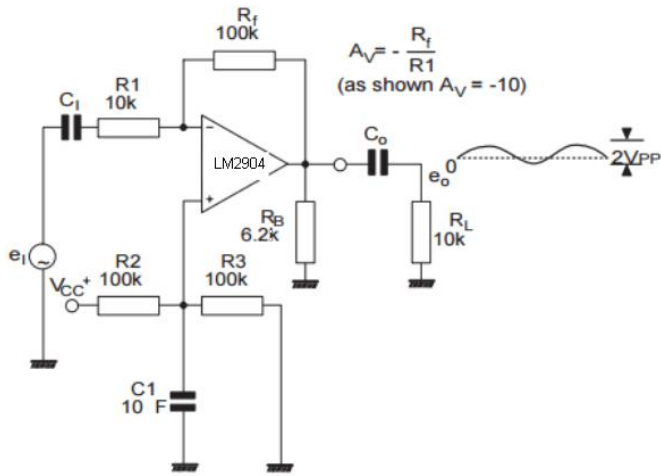 Rf
100k
AV = - Rf
R1
(as shown AV = -10)
R1
10k
CI
LM2904
Co
0
eo
2VPP
RB
6.2k
RL
10k
eI
VCC+
R2
100k
R3
100k
C1
10 F